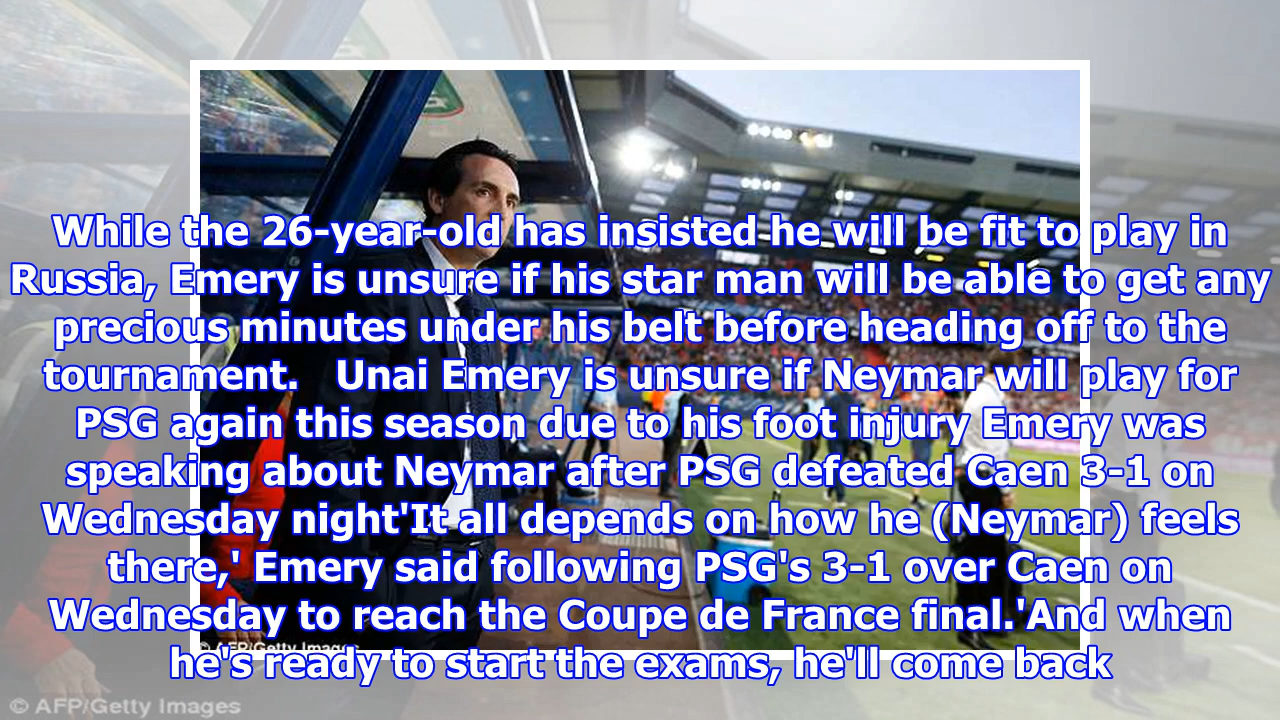 While the 26-year-old has insisted he will be fit to play in
Russia, Emery is unsure if his star man will be able to get any
precious minutes under his belt before heading off to the
tournament.   Unai Emery is unsure if Neymar will play for
PSG again this season due to his foot injury Emery was
speaking about Neymar after PSG defeated Caen 3-1 on
Wednesday night'It all depends on how he (Neymar) feels
there,' Emery said following PSG's 3-1 over Caen on
Wednesday to reach the Coupe de France final.'And when
he's ready to start the exams, he'll come back
© AFP/Getty Images
© AFP/Getty Images